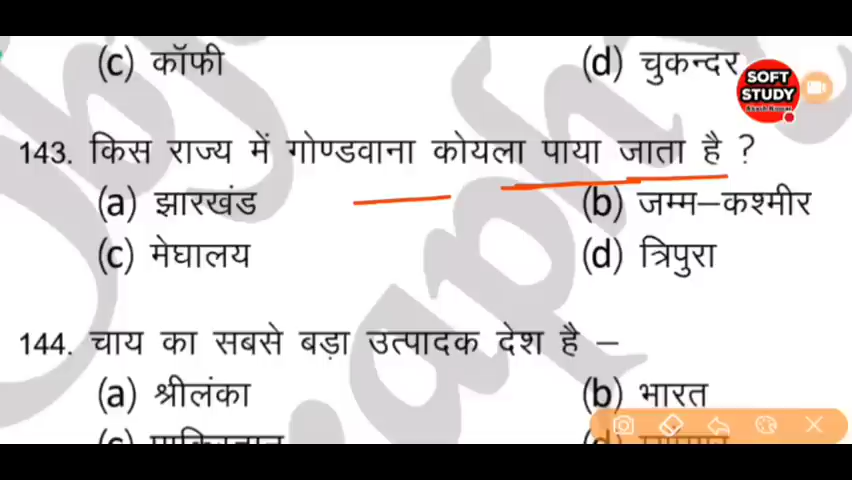 (c) कॉफी (d) चुकन्दर
SOFT
STUDY
143. किस राज्य में गोण्डवाना कोयला पाया जाता है ?
(a) झारखंड (b) जम्म–कश्मीर
(c) मेघालय (d) त्रिपुरा
144. चाय का सबसे बड़ा उत्पादक देश है –
(a) श्रीलंका (b) भारत